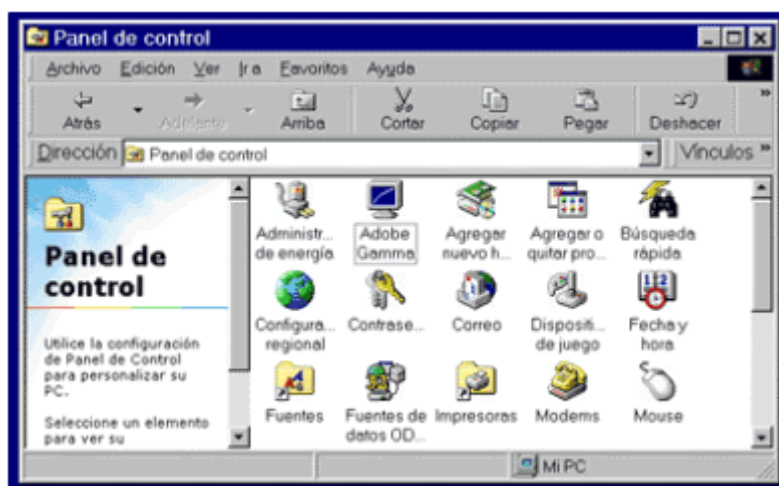 Panel de control
Archivo Edición Ver Ir a Favoritos Ayuda
Atrás Adelante Arriba Cortar Copiar Pegar Deshacer »
Dirección Panel de control Vínculos »
Panel de
control
Utilice la configuración
de Panel de Control
para personalizar su
PC.
Seleccione un elemento
para ver su
Administr... Adobe Agregar Agregar o Búsqueda
de energía Gamma nuevo h... quitar pro... rápida
Configura... Contrase... Correo Dispositi... Fecha y
regional de juego hora
Fuentes Fuentes de Impresoras Modems Mouse
datos OD...
Mi PC